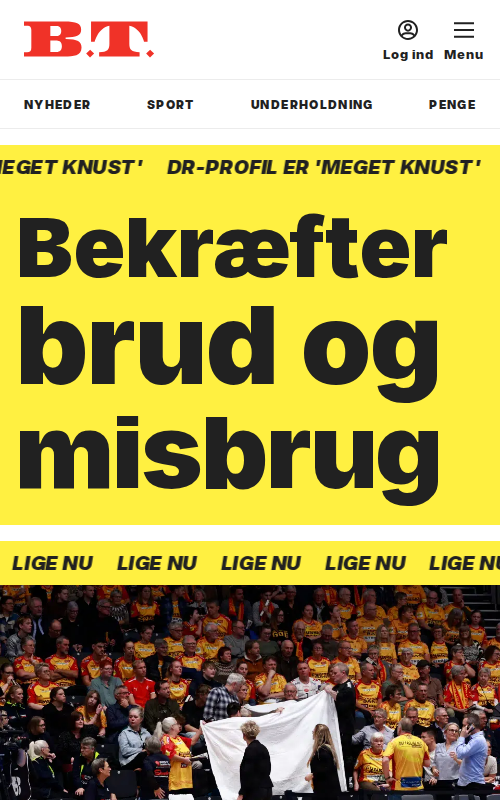 B.T.
Log ind
Menu
NYHEDER
SPORT
UNDERHOLDNING
PENGE
MEGET KNUST' DR-PROFIL ER 'MEGET KNUST'
Bekræfter
brud og
misbrug
LIGE NU LIGE NU LIGE NU LIGE NU LIGE NU